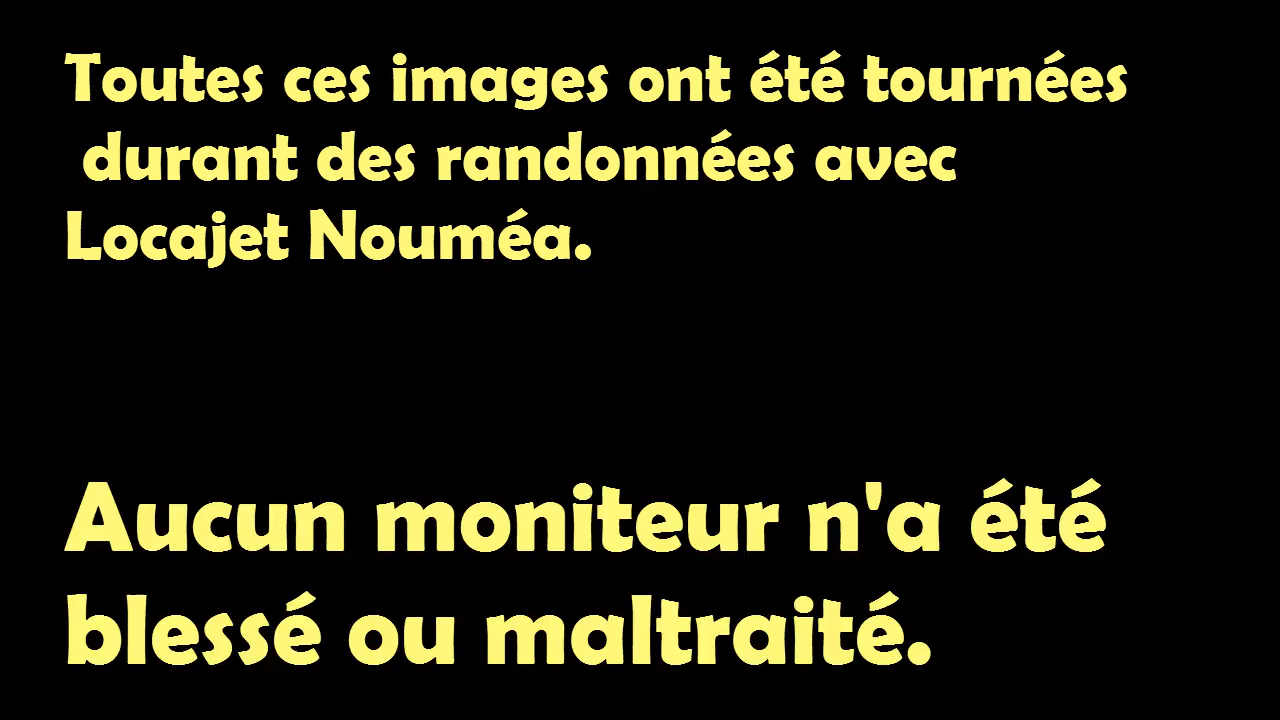 Toutes ces images ont été tournées
durant des randonnées avec
Locajet Nouméa.
Aucun moniteur n'a été
blessé ou maltraité.